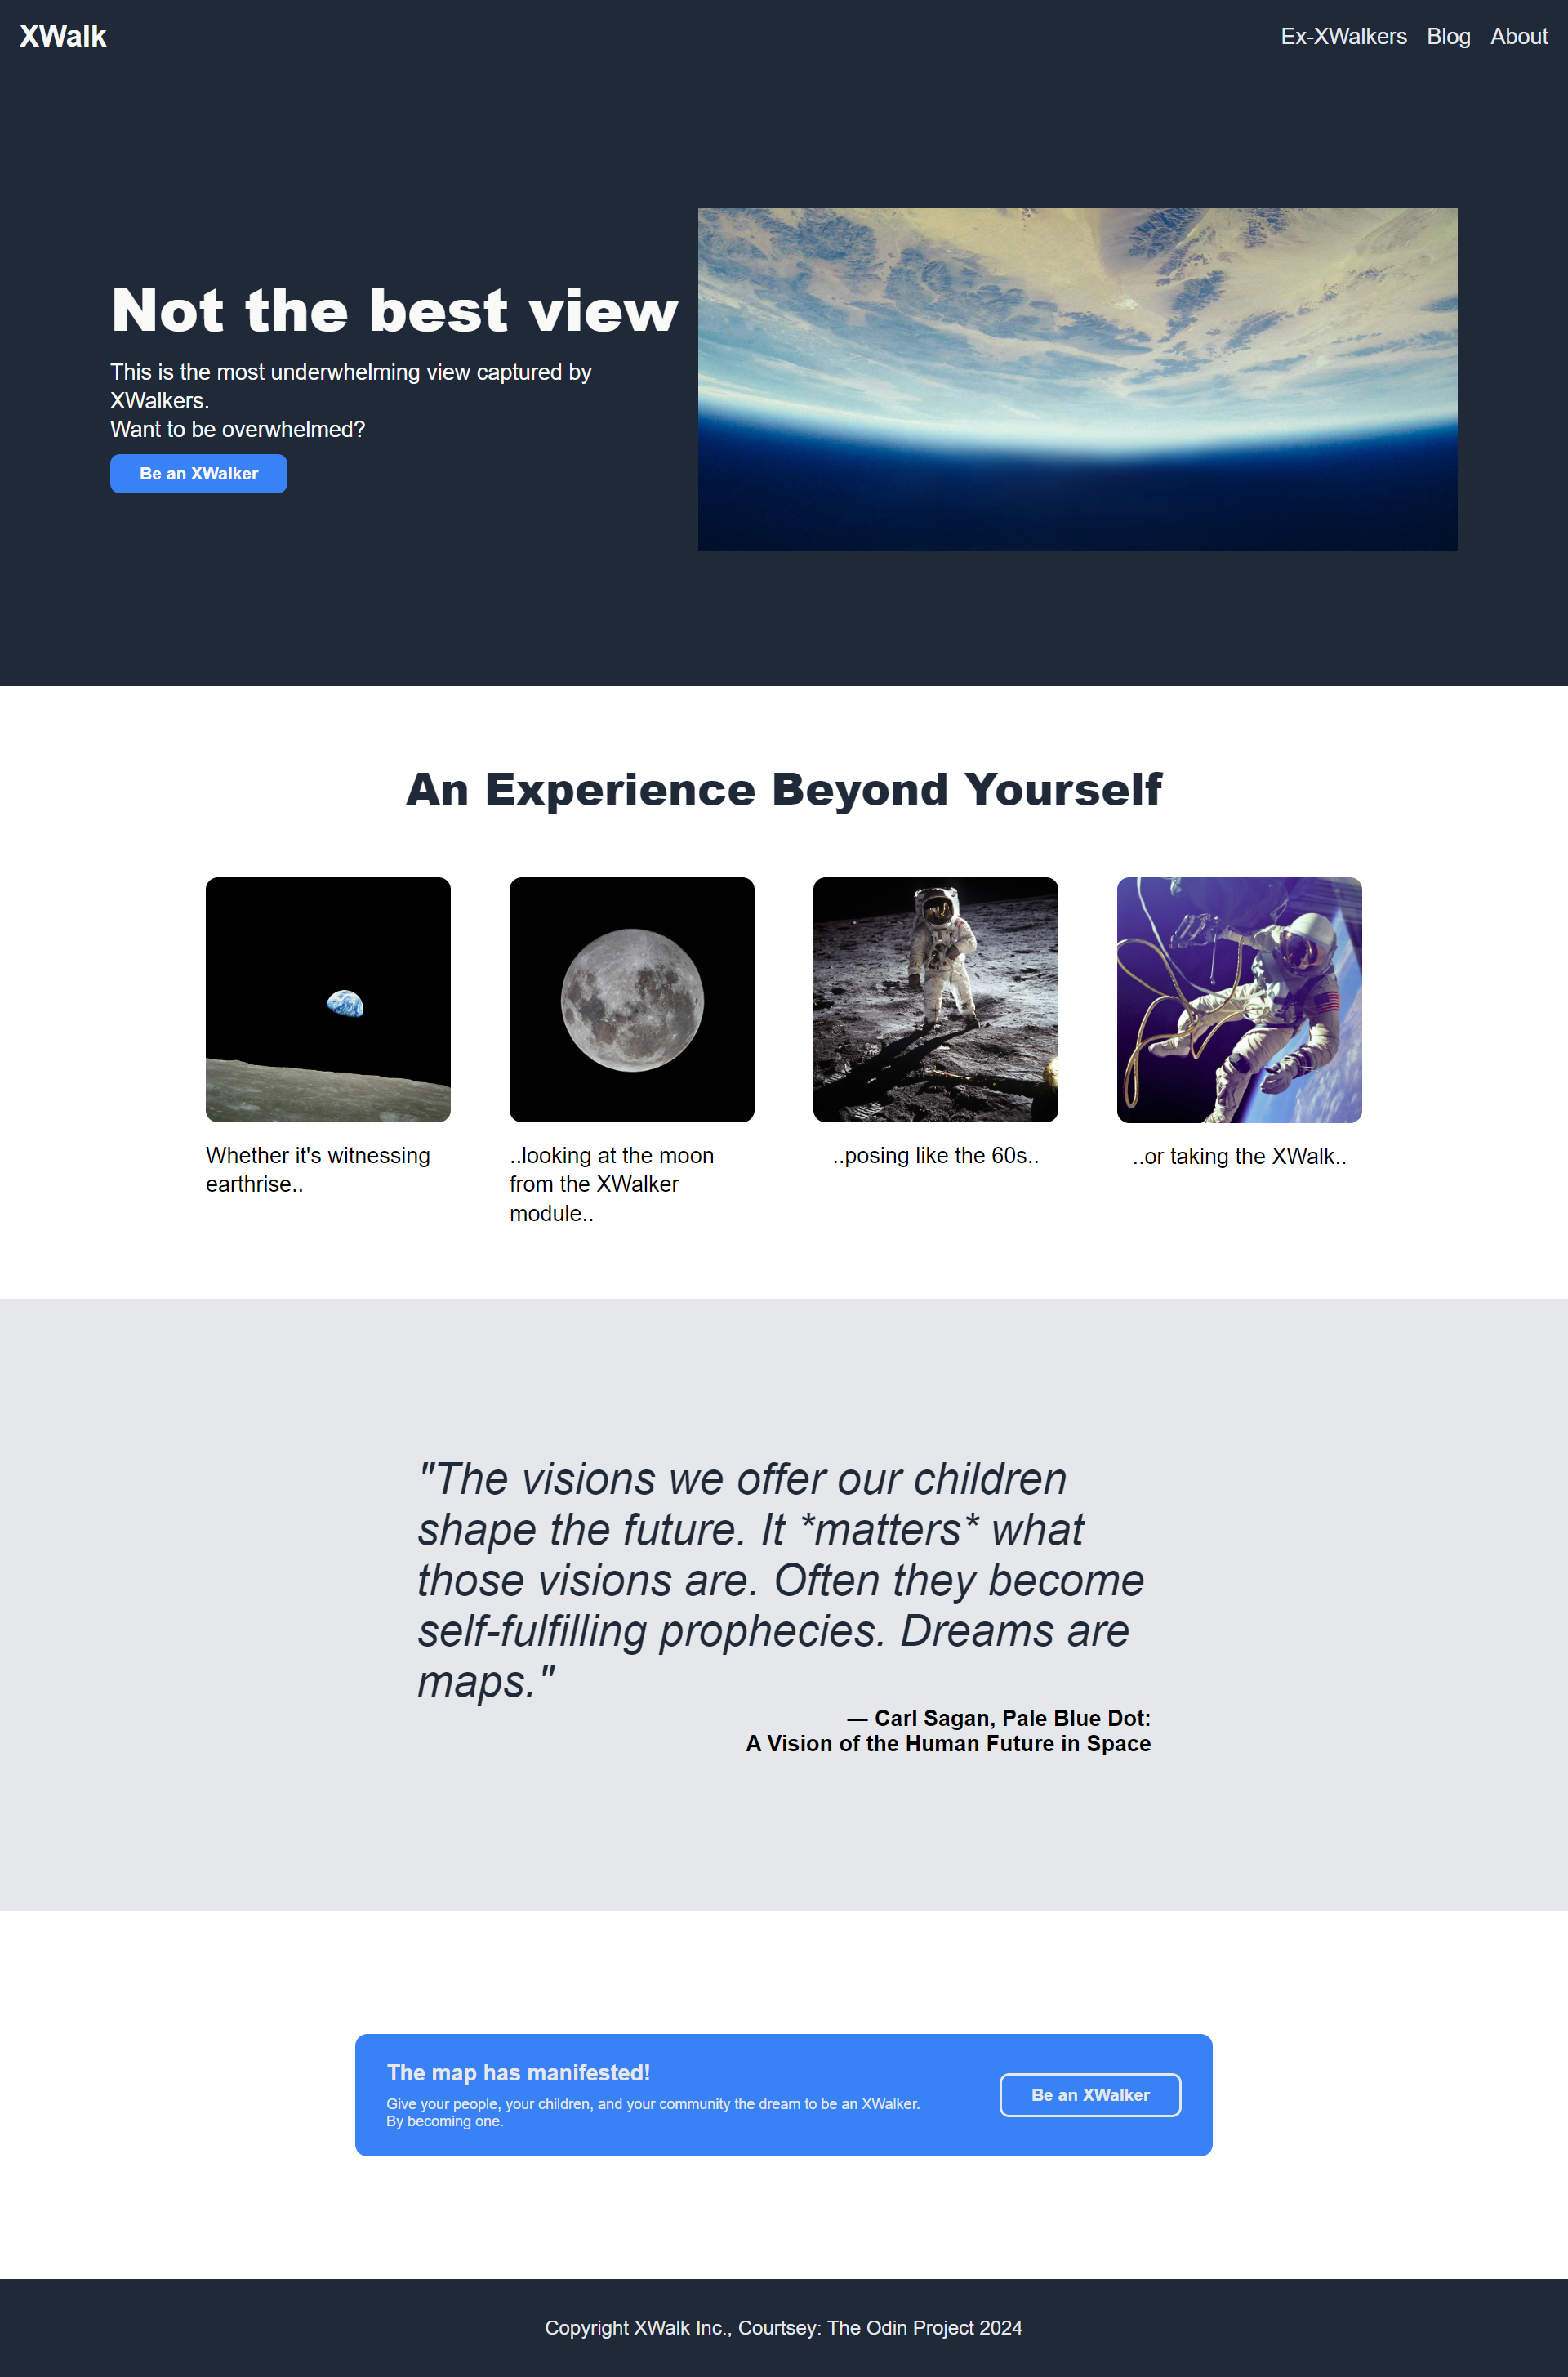 XWalk
Ex-XWalkers Blog About
Not the best view
This is the most underwhelming view captured by
XWalkers.
Want to be overwhelmed?
Be an XWalker
An Experience Beyond Yourself
Whether it's witnessing
earthrise..
..looking at the moon
from the XWalker
module..
..posing like the 60s..
..or taking the XWalk..
"The visions we offer our children
shape the future. It *matters* what
those visions are. Often they become
self-fulfilling prophecies. Dreams are
maps."
— Carl Sagan, Pale Blue Dot:
A Vision of the Human Future in Space
The map has manifested!
Give your people, your children, and your community the dream to be an XWalker.
By becoming one.
Be an XWalker
Copyright XWalk Inc., Courtsey: The Odin Project 2024